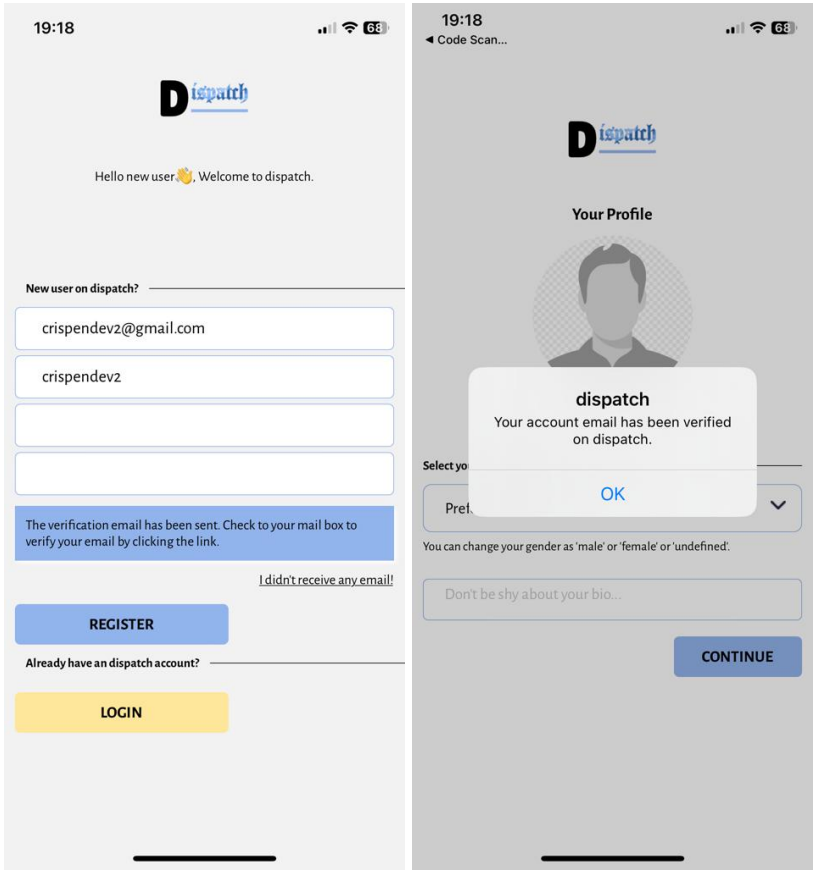 19:18
68
Dispatch
Hello new user👋, Welcome to dispatch.
New user on dispatch?
crispendev2@gmail.com
crispendev2
The verification email has been sent. Check to your mail box to
verify your email by clicking the link.
I didn't receive any email!
REGISTER
Already have an dispatch account?
LOGIN
19:18
68
◀ Code Scan...
Dispatch
Your Profile
dispatch
Your account email has been verified
on dispatch.
OK
Select yo
Pref
You can change your gender as 'male' or 'female' or 'undefined'.
Don't be shy about your bio...
CONTINUE